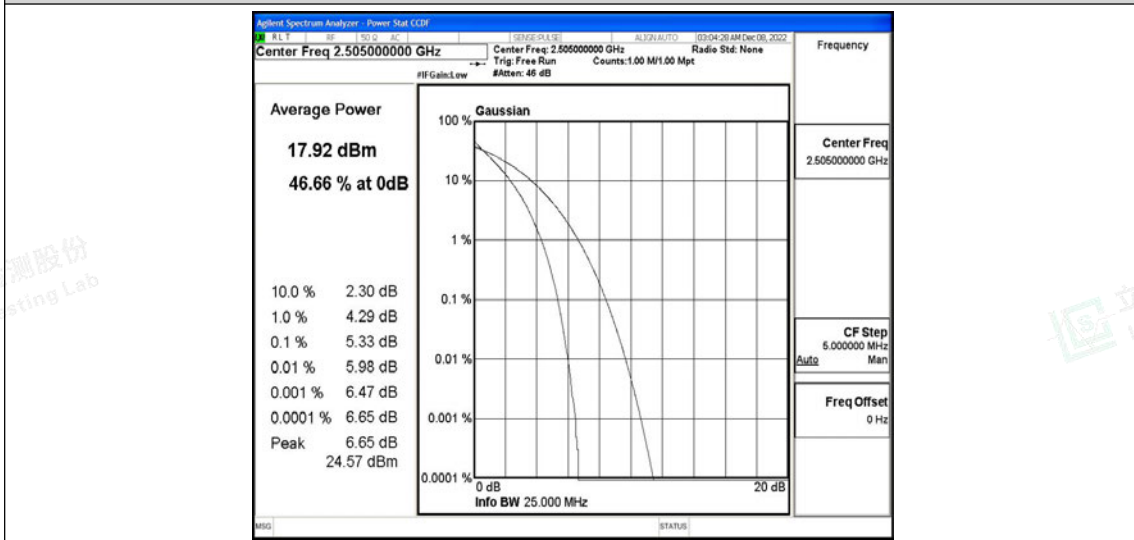 Agilent Spectrum Analyzer - Power Stat CCDF
RLT RF 50 Ω AC SENSE:PULSE ALIGN AUTO 03:04:28 AM Dec 08, 2022
Center Freq 2.505000000 GHz
Center Freq: 2.505000000 GHz Radio Std: None
Trig: Free Run Counts:1.00 M/1.00 Mpt
#IFGain:Low #Atten: 46 dB
Frequency
Average Power
17.92 dBm
46.66 % at 0dB
10.0 % 2.30 dB
1.0 % 4.29 dB
0.1 % 5.33 dB
0.01 % 5.98 dB
0.001 % 6.47 dB
0.0001 % 6.65 dB
Peak 6.65 dB
24.57 dBm
Gaussian
100 %
10 %
1 %
0.1 %
0.01 %
0.001 %
0.0001 %
0 dB 20 dB
Info BW 25.000 MHz
Center Freq
2.505000000 GHz
CF Step
5.000000 MHz
Auto Man
Freq Offset
0 Hz
MSG STATUS
测股份
sting Lab
立